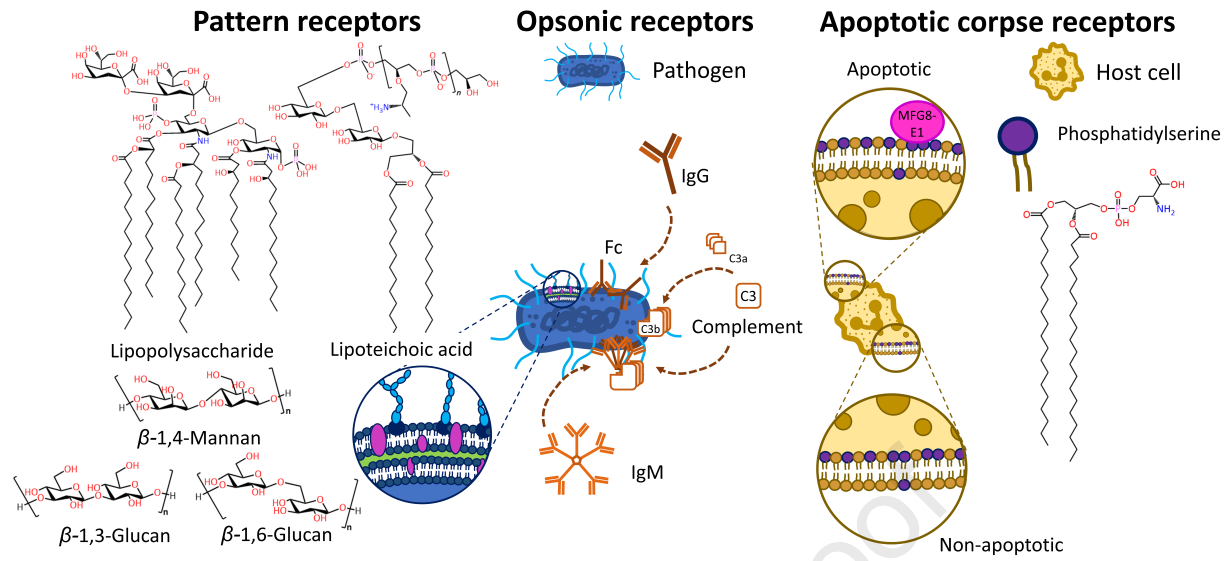 Pattern receptors
Opsonic receptors
Apoptotic corpse receptors
Lipopolysaccharide
Lipoteichoic acid
β-1,4-Mannan
β-1,3-Glucan
β-1,6-Glucan
Pathogen
IgG
Fc
C3a
C3
C3b
Complement
IgM
Apoptotic
MFG8-
E1
Host cell
Phosphatidylserine
Non-apoptotic